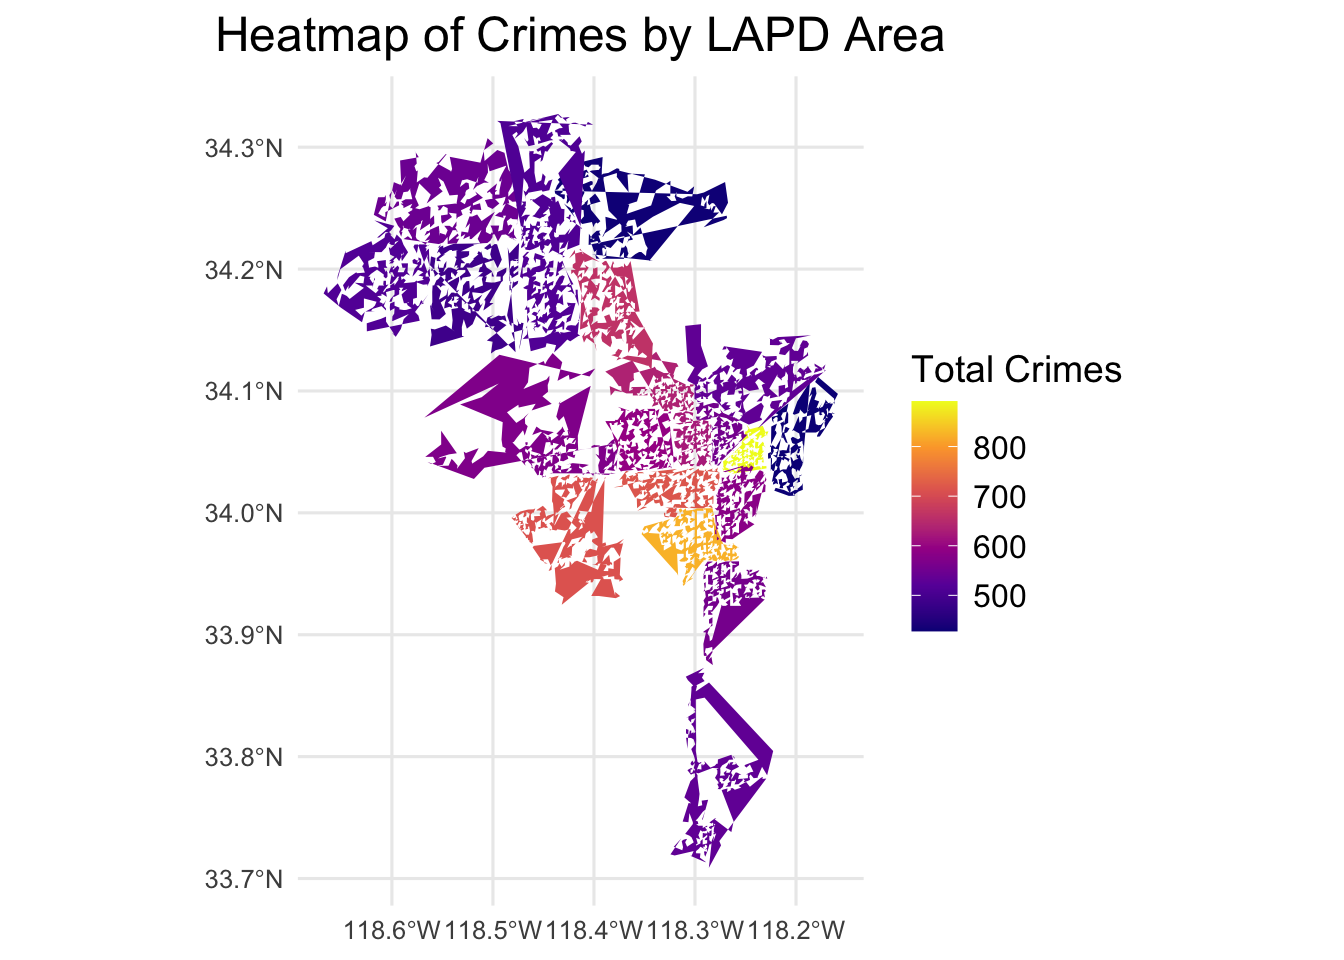 Heatmap of Crimes by LAPD Area
34.3°N
34.2°N
34.1°N
34.0°N
33.9°N
33.8°N
33.7°N
118.6°W 118.5°W 118.4°W 118.3°W 118.2°W
Total Crimes
800
700
600
500